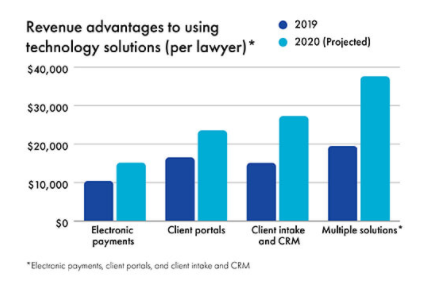 Revenue advantages to using
technology solutions (per lawyer)*
2019
2020 (Projected)
$40,000
$30,000
$20,000
$10,000
$0
Electronic
payments
Client portals
Client intake
and CRM
Multiple solutions*
*Electronic payments, client portals, and client intake and CRM